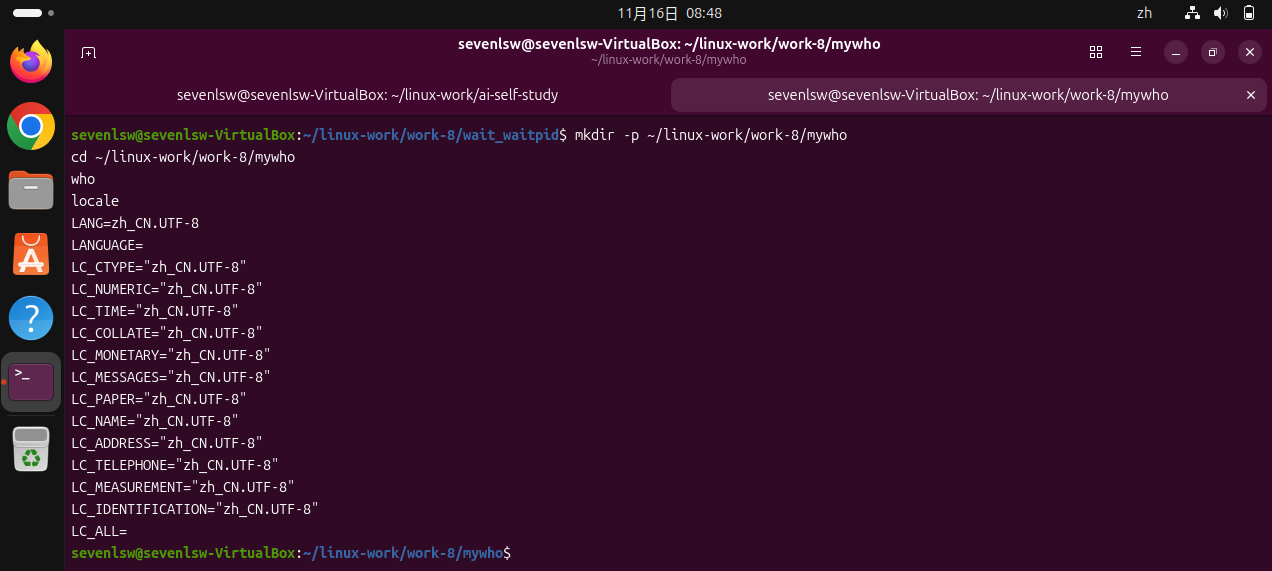 11月16日 08:48
zh
sevenlsw@sevenlsw-VirtualBox: ~/linux-work/work-8/mywho
~/linux-work/work-8/mywho
sevenlsw@sevenlsw-VirtualBox: ~/linux-work/ai-self-study
sevenlsw@sevenlsw-VirtualBox: ~/linux-work/work-8/mywho
sevenlsw@sevenlsw-VirtualBox:~/linux-work/work-8/wait_waitpid$ mkdir -p ~/linux-work/work-8/mywho
cd ~/linux-work/work-8/mywho
who
locale
LANG=zh_CN.UTF-8
LANGUAGE=
LC_CTYPE="zh_CN.UTF-8"
LC_NUMERIC="zh_CN.UTF-8"
LC_TIME="zh_CN.UTF-8"
LC_COLLATE="zh_CN.UTF-8"
LC_MONETARY="zh_CN.UTF-8"
LC_MESSAGES="zh_CN.UTF-8"
LC_PAPER="zh_CN.UTF-8"
LC_NAME="zh_CN.UTF-8"
LC_ADDRESS="zh_CN.UTF-8"
LC_TELEPHONE="zh_CN.UTF-8"
LC_MEASUREMENT="zh_CN.UTF-8"
LC_IDENTIFICATION="zh_CN.UTF-8"
LC_ALL=
sevenlsw@sevenlsw-VirtualBox:~/linux-work/work-8/mywho$